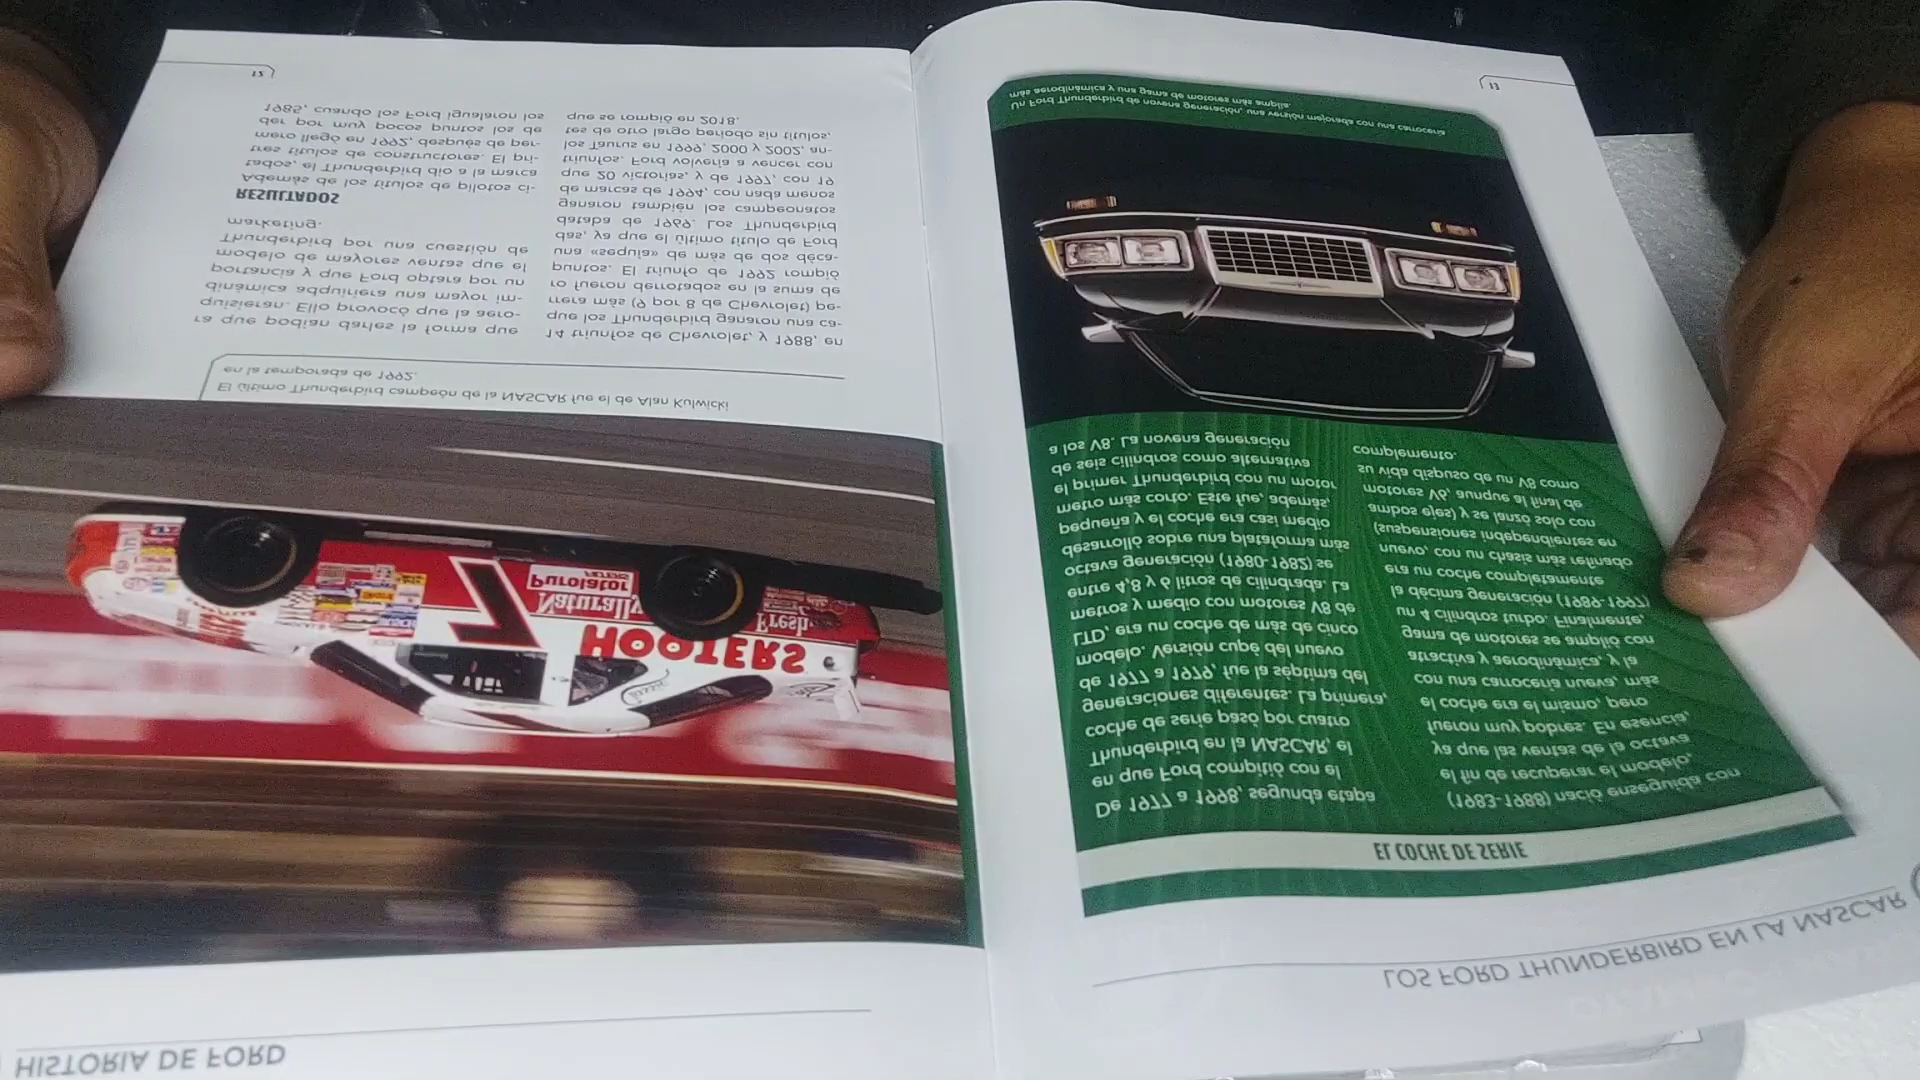 HISTORIA DE FORD
HOOTERS
Fresh
Naturally
Purolator
FILTERS
7
El último Thunderbird campeón de la NASCAR fue el de Alan Kulwicki
en la temporada de 1992.
ra que podían darles la forma que
quisieran. Ello provocó que la aero-
dinámica adquiriera una mayor im-
portancia y que Ford optara por un
modelo de mayores ventas que el
Thunderbird por una cuestión de
marketing.
RESULTADOS
Además de los títulos de pilotos ci-
tados, el Thunderbird dio a la marca
tres títulos de constructores. El pri-
mero llegó en 1992, después de per-
der por muy pocos puntos los de
1985, cuando los Ford igualaron los
14 triunfos de Chevrolet, y 1988, en
que los Thunderbird ganaron una ca-
rrera más (9 por 8 de Chevrolet) pe-
ro fueron derrotados en la suma de
puntos. El triunfo de 1992 rompió
una «sequía» de más de dos déca-
das, ya que el último título de Ford
databa de 1969. Los Thunderbird
ganaron también los campeonatos
de marcas de 1994, con nada menos
que 20 victorias, y de 1997, con 19
triunfos. Ford volvería a vencer con
los Taurus en 1999, 2000 y 2002, an-
tes de otro largo periodo sin títulos,
que se rompió en 2018.
12
LOS FORD THUNDERBIRD EN LA NASCAR
EL COCHE DE SERIE
De 1977 a 1998, segunda etapa
en que Ford compitió con el
Thunderbird en la NASCAR, el
coche de serie pasó por cuatro
generaciones diferentes. La primera,
de 1977 a 1979, fue la séptima del
modelo. Versión cupé del nuevo
LTD, era un coche de más de cinco
metros y medio con motores V8 de
entre 4,8 y 6 litros de cilindrada. La
octava generación (1980-1982) se
desarrolló sobre una plataforma más
pequeña y el coche era casi medio
metro más corto. Este fue, además,
el primer Thunderbird con un motor
de seis cilindros como alternativa
a los V8. La novena generación
(1983-1988) nació enseguida con
el fin de recuperar el modelo,
ya que las ventas de la octava
fueron muy pobres. En esencia,
el coche era el mismo, pero
con una carrocería nueva, más
atractiva y aerodinámica, y la
gama de motores se amplió con
un 4 cilindros turbo. Finalmente,
la décima generación (1989-1997)
era un coche completamente
nuevo, con un chasis más refinado
(suspensiones independientes en
ambos ejes) y se lanzó solo con
motores V6, aunque al final de
su vida dispuso de un V8 como
complemento.
Un Ford Thunderbird de novena generación, una versión mejorada con una carrocería
más aerodinámica y una gama de motores más amplia.
13